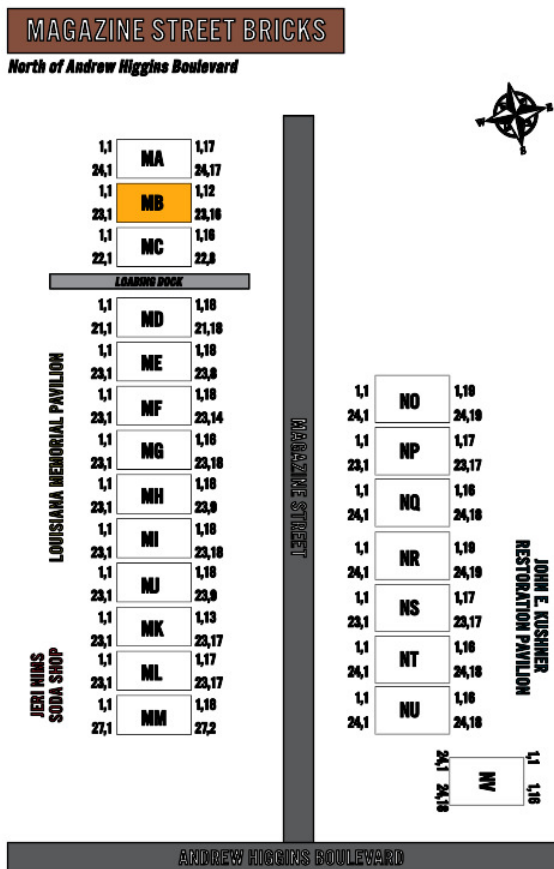 MAGAZINE STREET BRICKS
North of Andrew Higgins Boulevard
N
W
E
S
1,1 MA 1,17
24,1 24,17
1,1 MB 1,12
23,1 23,16
1,1 MC 1,16
22,1 22,8
LOADING DOCK
1,1 MD 1,18
21,1 21,18
1,1 ME 1,18
23,1 23,8
1,1 MF 1,18
23,1 23,14
1,1 MG 1,16
23,1 23,18
1,1 MH 1,18
23,1 23,9
1,1 MI 1,18
23,1 23,18
1,1 MJ 1,18
23,1 23,9
1,1 MK 1,13
23,1 23,17
1,1 ML 1,17
23,1 23,17
1,1 MM 1,18
27,1 27,2
LOUISIANA MEMORIAL PAVILION
JERI NIMS
SODA SHOP
MAGAZINE STREET
1,1 NO 1,19
24,1 24,19
1,1 NP 1,17
23,1 23,17
1,1 NQ 1,16
24,1 24,18
1,1 NR 1,19
24,1 24,19
1,1 NS 1,17
23,1 23,17
1,1 NT 1,16
24,1 24,18
1,1 NU 1,16
24,1 24,18
JOHN E. KUSHNER
RESTORATION PAVILION
1,1 NV 1,16
24,1 24,18
ANDREW HIGGINS BOULEVARD